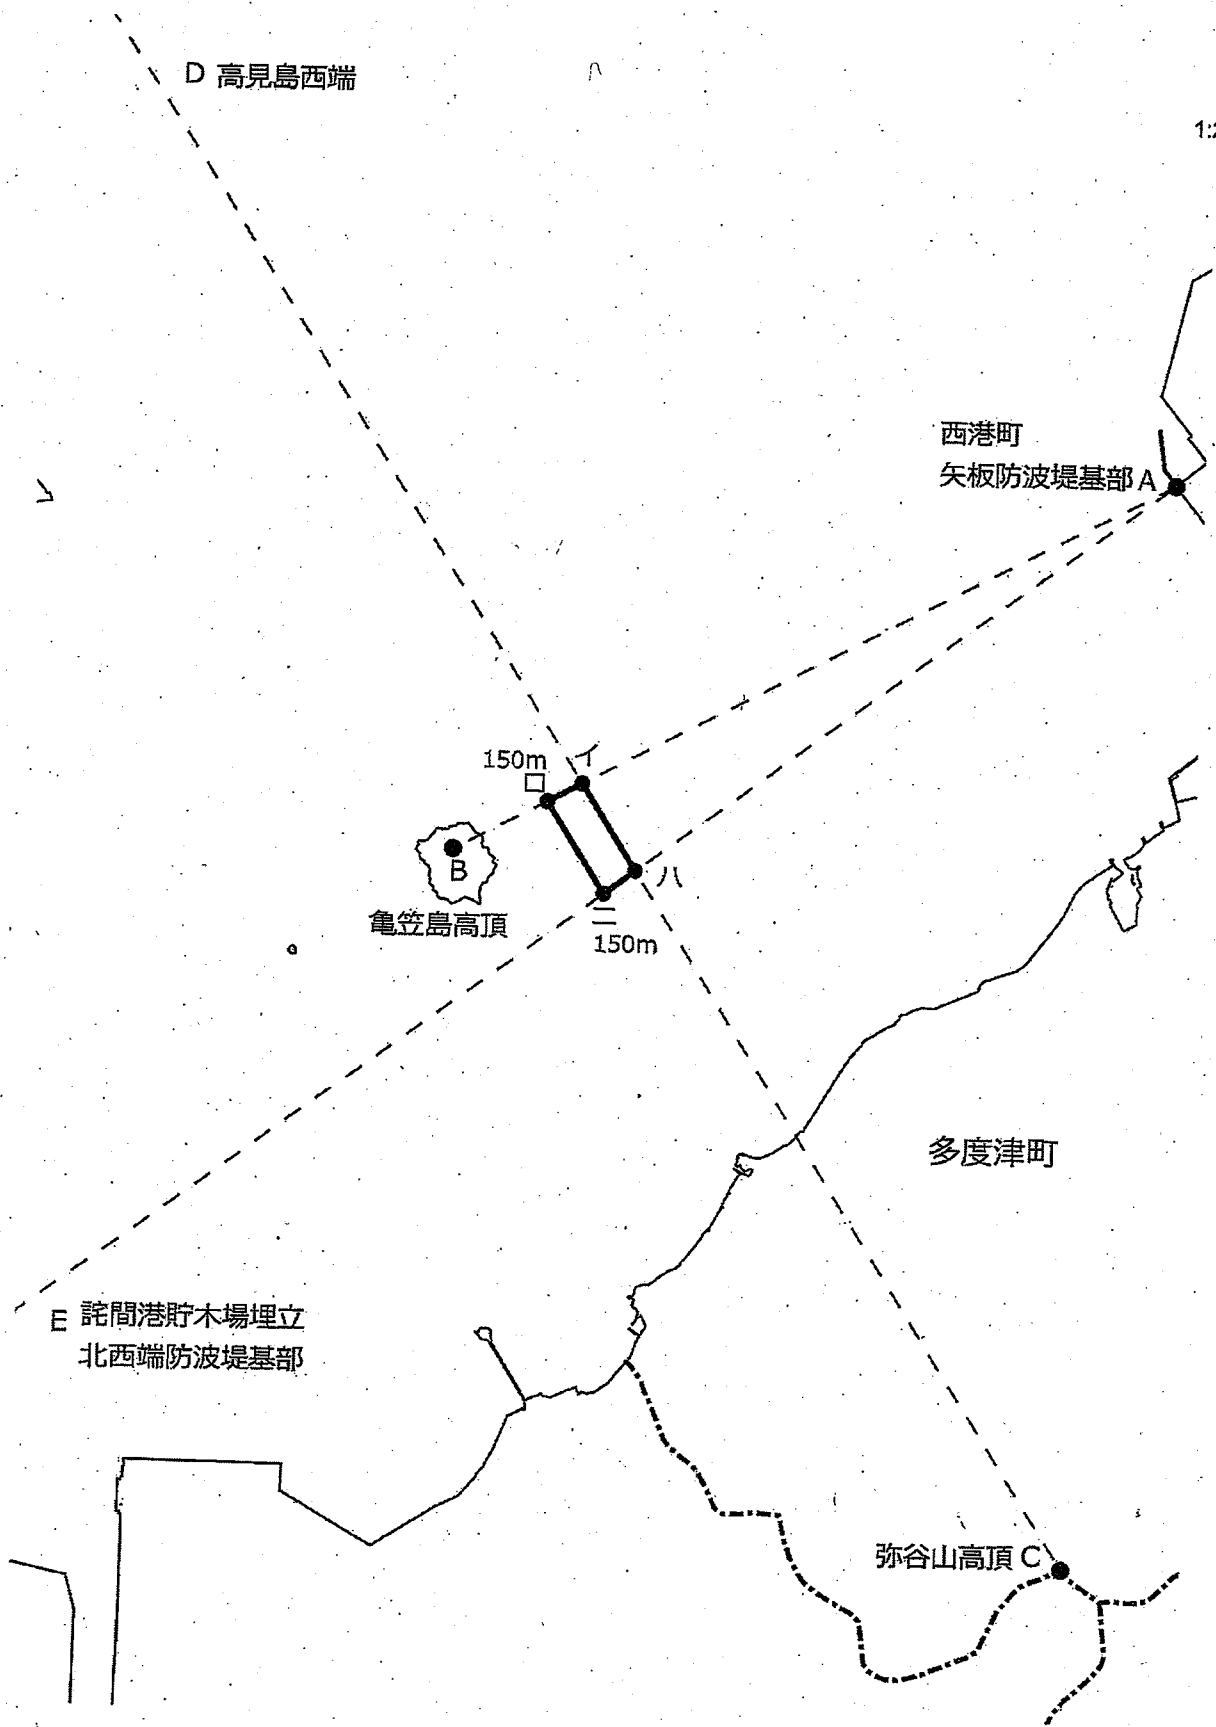 D 高見島西端
1:2
西港町
矢板防波堤基部 A
150m
イ
ロ
B
ハ
亀笠島高頂
ニ
150m
多度津町
E 詫間港貯木場埋立
北西端防波堤基部
弥谷山高頂 C